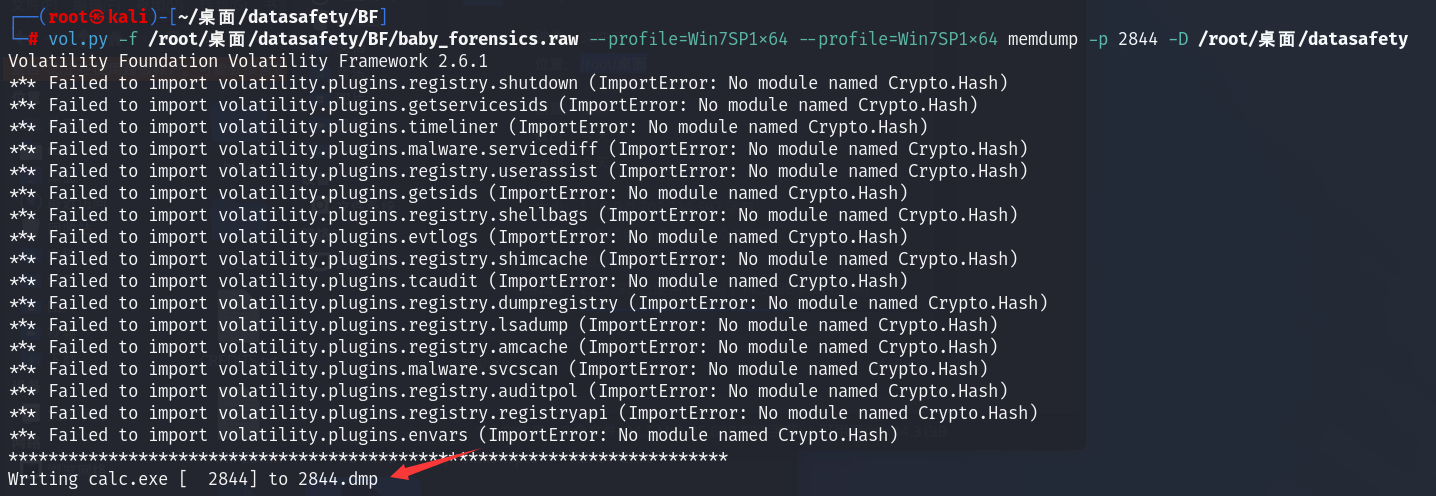 ┌──(root㉿kali)-[~/桌面/datasafety/BF]
└─# vol.py -f /root/桌面/datasafety/BF/baby_forensics.raw --profile=Win7SP1×64 --profile=Win7SP1×64 memdump -p 2844 -D /root/桌面/datasafety
Volatility Foundation Volatility Framework 2.6.1
*** Failed to import volatility.plugins.registry.shutdown (ImportError: No module named Crypto.Hash)
*** Failed to import volatility.plugins.getservicesids (ImportError: No module named Crypto.Hash)
*** Failed to import volatility.plugins.timeliner (ImportError: No module named Crypto.Hash)
*** Failed to import volatility.plugins.malware.servicediff (ImportError: No module named Crypto.Hash)
*** Failed to import volatility.plugins.registry.userassist (ImportError: No module named Crypto.Hash)
*** Failed to import volatility.plugins.getsids (ImportError: No module named Crypto.Hash)
*** Failed to import volatility.plugins.registry.shellbags (ImportError: No module named Crypto.Hash)
*** Failed to import volatility.plugins.evtlogs (ImportError: No module named Crypto.Hash)
*** Failed to import volatility.plugins.registry.shimcache (ImportError: No module named Crypto.Hash)
*** Failed to import volatility.plugins.tcaudit (ImportError: No module named Crypto.Hash)
*** Failed to import volatility.plugins.registry.dumpregistry (ImportError: No module named Crypto.Hash)
*** Failed to import volatility.plugins.registry.lsadump (ImportError: No module named Crypto.Hash)
*** Failed to import volatility.plugins.registry.amcache (ImportError: No module named Crypto.Hash)
*** Failed to import volatility.plugins.malware.svcscan (ImportError: No module named Crypto.Hash)
*** Failed to import volatility.plugins.registry.auditpol (ImportError: No module named Crypto.Hash)
*** Failed to import volatility.plugins.registry.registryapi (ImportError: No module named Crypto.Hash)
*** Failed to import volatility.plugins.envars (ImportError: No module named Crypto.Hash)
************************************************************************
Writing calc.exe [  2844] to 2844.dmp